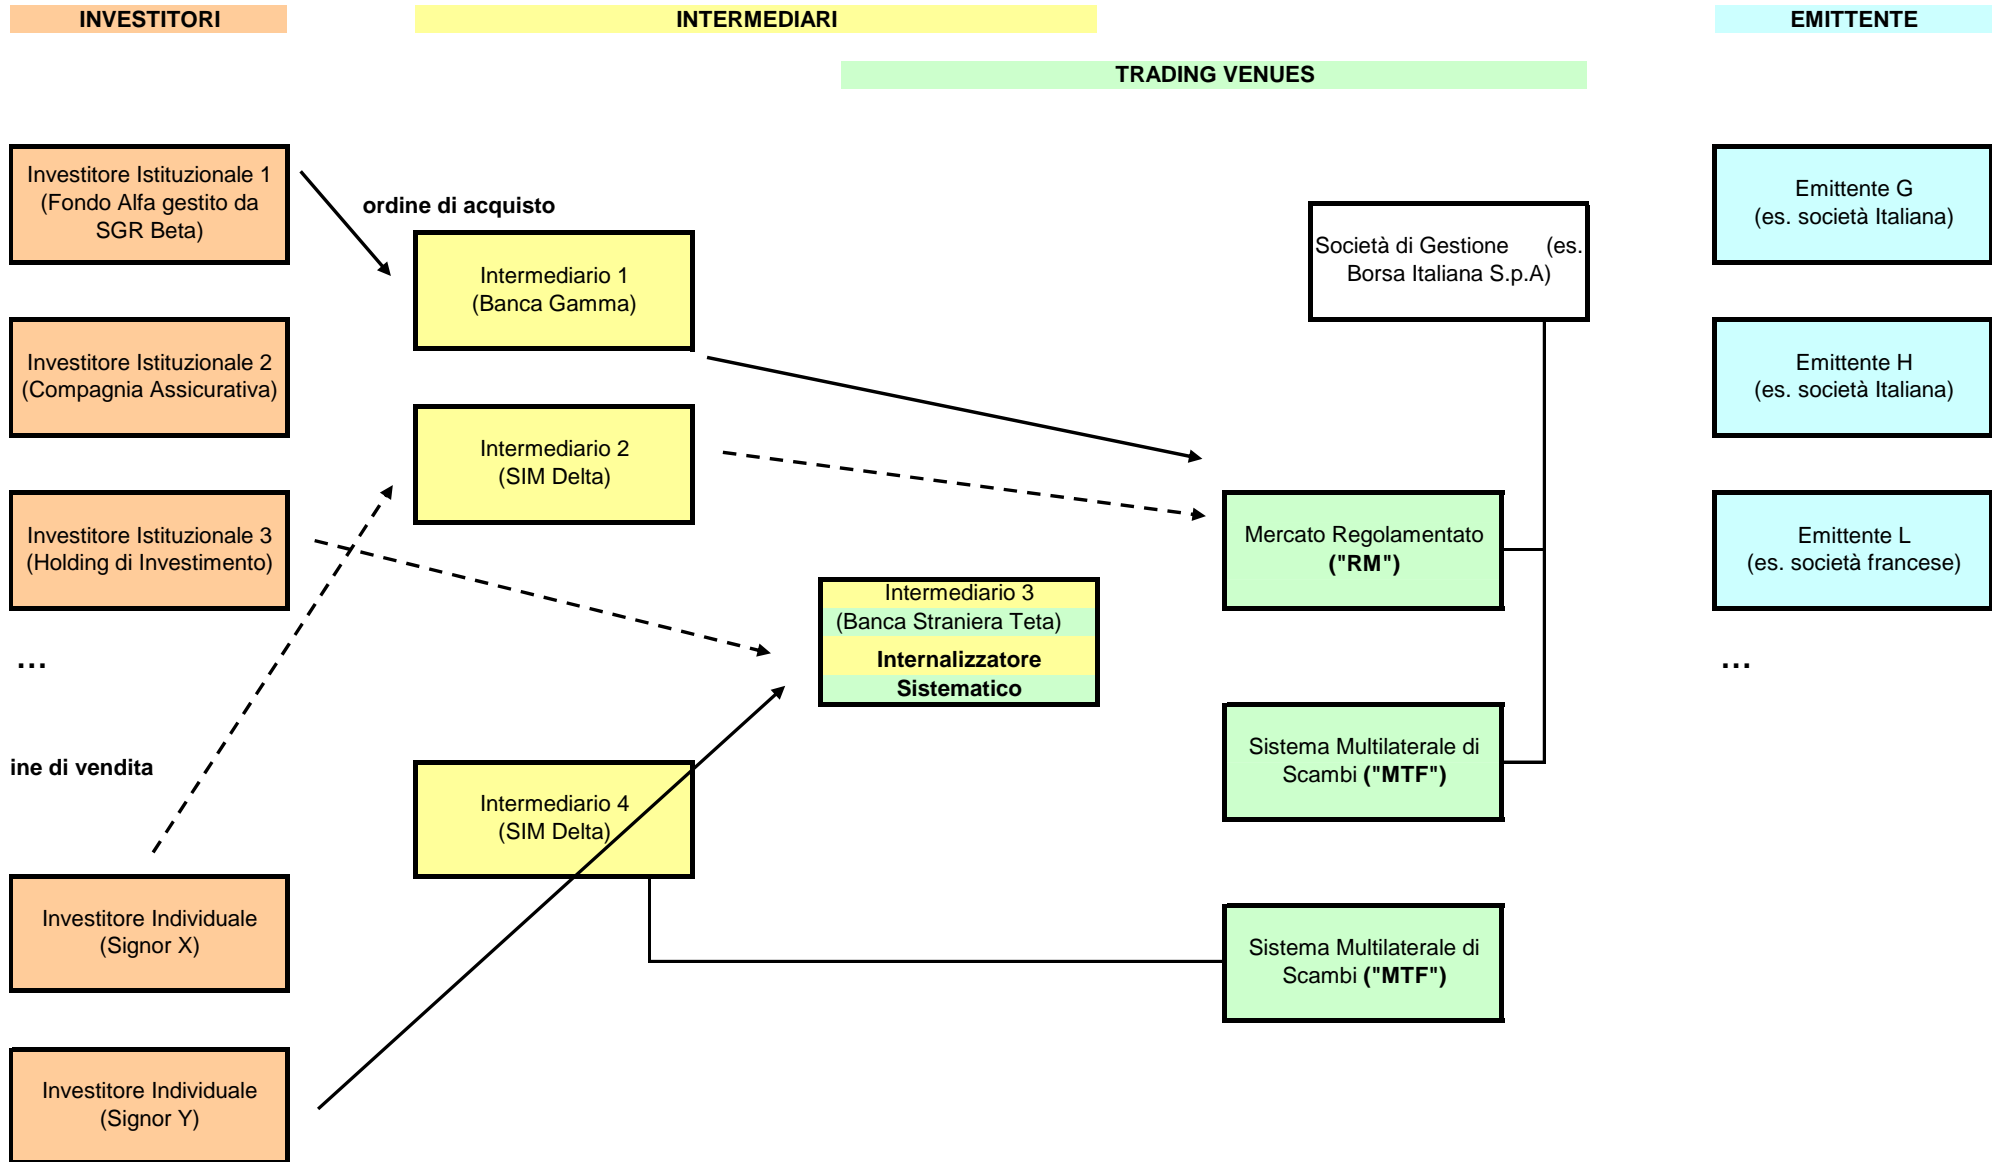 INVESTITORI
INTERMEDIARI
EMITTENTE
TRADING VENUES
Investitore Istituzionale 1
(Fondo Alfa gestito da
SGR Beta)
ordine di acquisto
Intermediario 1
(Banca Gamma)
Società di Gestione (es.
Borsa Italiana S.p.A)
Emittente G
(es. società Italiana)
Investitore Istituzionale 2
(Compagnia Assicurativa)
Emittente H
(es. società Italiana)
Intermediario 2
(SIM Delta)
Investitore Istituzionale 3
(Holding di Investimento)
Mercato Regolamentato
("RM")
Emittente L
(es. società francese)
Intermediario 3
(Banca Straniera Teta)
Internalizzatore
Sistematico
...
...
ine di vendita
Intermediario 4
(SIM Delta)
Sistema Multilaterale di
Scambi ("MTF")
Investitore Individuale
(Signor X)
Sistema Multilaterale di
Scambi ("MTF")
Investitore Individuale
(Signor Y)